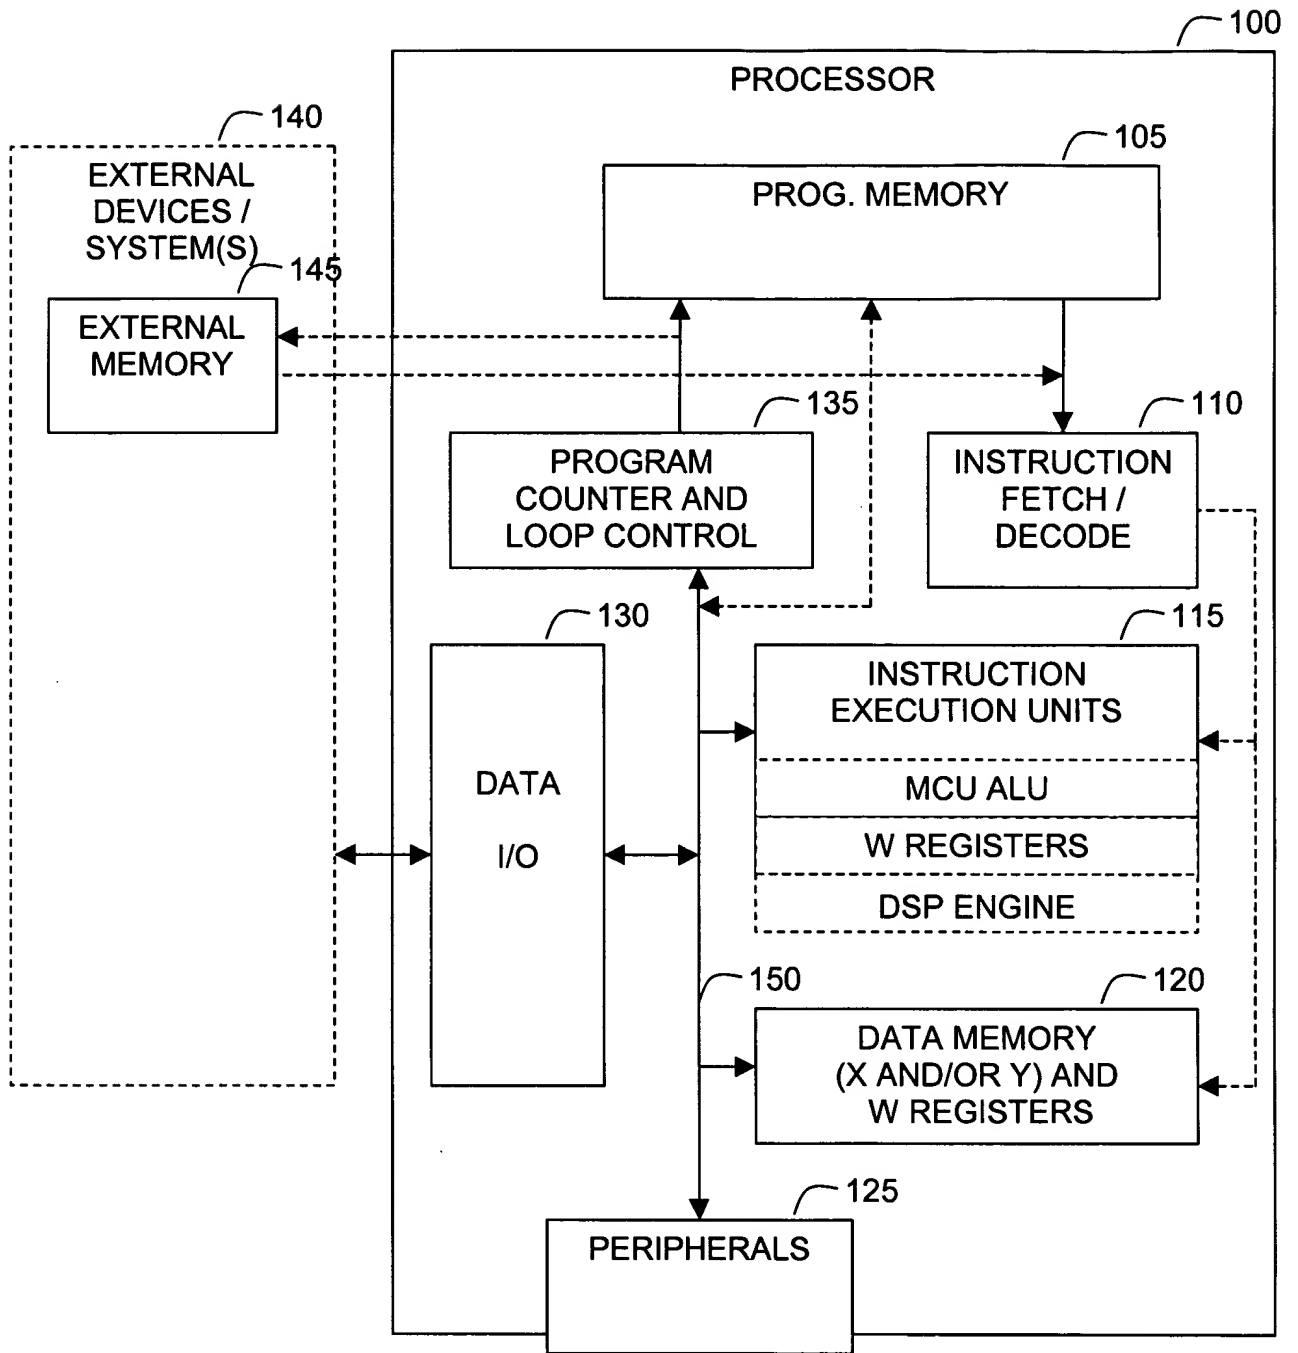 100
PROCESSOR
140
EXTERNAL
DEVICES /
SYSTEM(S)
105
PROG. MEMORY
145
EXTERNAL
MEMORY
135
PROGRAM
COUNTER AND
LOOP CONTROL
110
INSTRUCTION
FETCH /
DECODE
130
DATA
I/O
115
INSTRUCTION
EXECUTION UNITS
MCU ALU
W REGISTERS
DSP ENGINE
150
120
DATA MEMORY
(X AND/OR Y) AND
W REGISTERS
125
PERIPHERALS